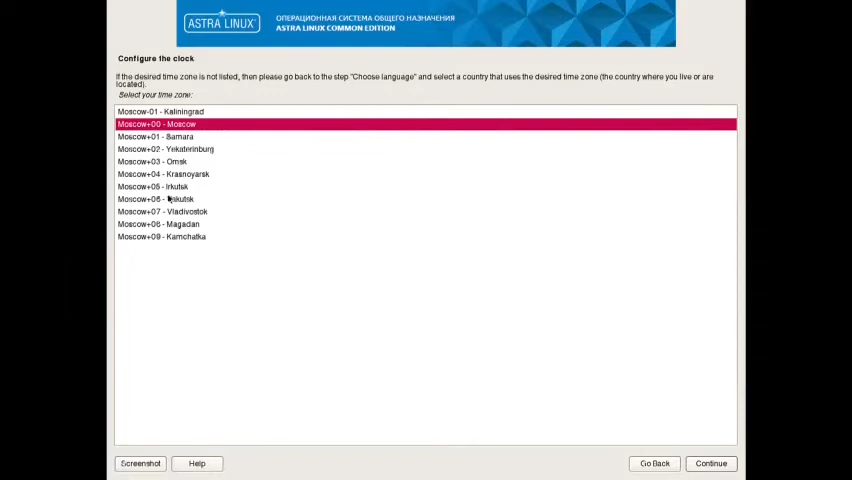 ASTRA LINUX
ОПЕРАЦИОННАЯ СИСТЕМА ОБЩЕГО НАЗНАЧЕНИЯ
ASTRA LINUX COMMON EDITION
Configure the clock
If the desired time zone is not listed, then please go back to the step "Choose language" and select a country that uses the desired time zone (the country where you live or are
located).
Select your time zone:
Moscow-01 - Kaliningrad
Moscow+00 - Moscow
Moscow+01 - Samara
Moscow+02 - Yekaterinburg
Moscow+03 - Omsk
Moscow+04 - Krasnoyarsk
Moscow+05 - Irkutsk
Moscow+06 - Yakutsk
Moscow+07 - Vladivostok
Moscow+08 - Magadan
Moscow+09 - Kamchatka
Screenshot
Help
Go Back
Continue